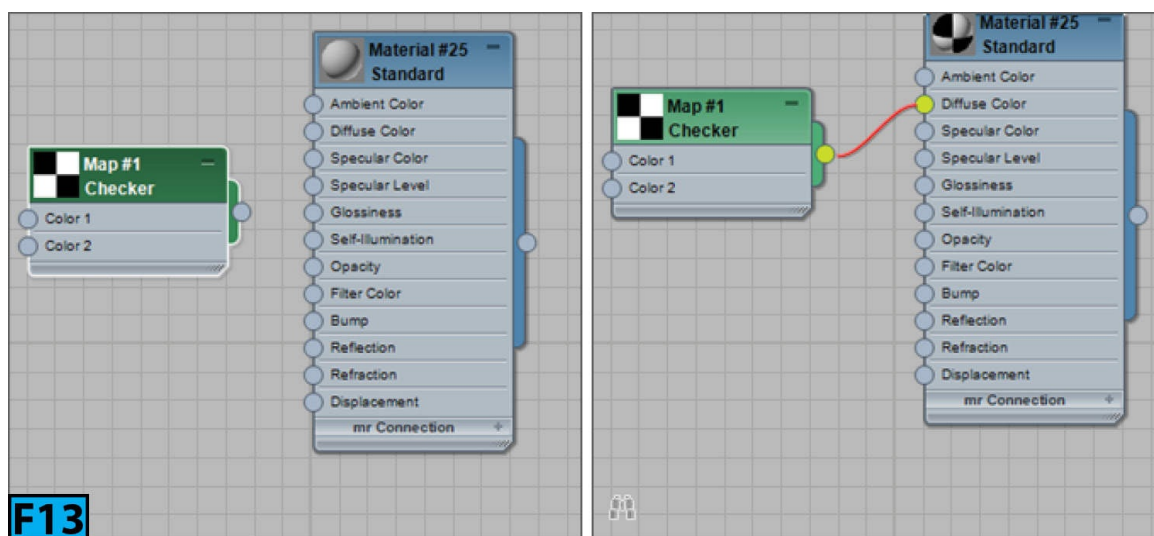 Map #1
Checker
Color 1
Color 2
Material #25
Standard
Ambient Color
Diffuse Color
Specular Color
Specular Level
Glossiness
Self-Illumination
Opacity
Filter Color
Bump
Reflection
Refraction
Displacement
mr Connection +
F13
Map #1
Checker
Color 1
Color 2
Material #25
Standard
Ambient Color
Diffuse Color
Specular Color
Specular Level
Glossiness
Self-Illumination
Opacity
Filter Color
Bump
Reflection
Refraction
Displacement
mr Connection +